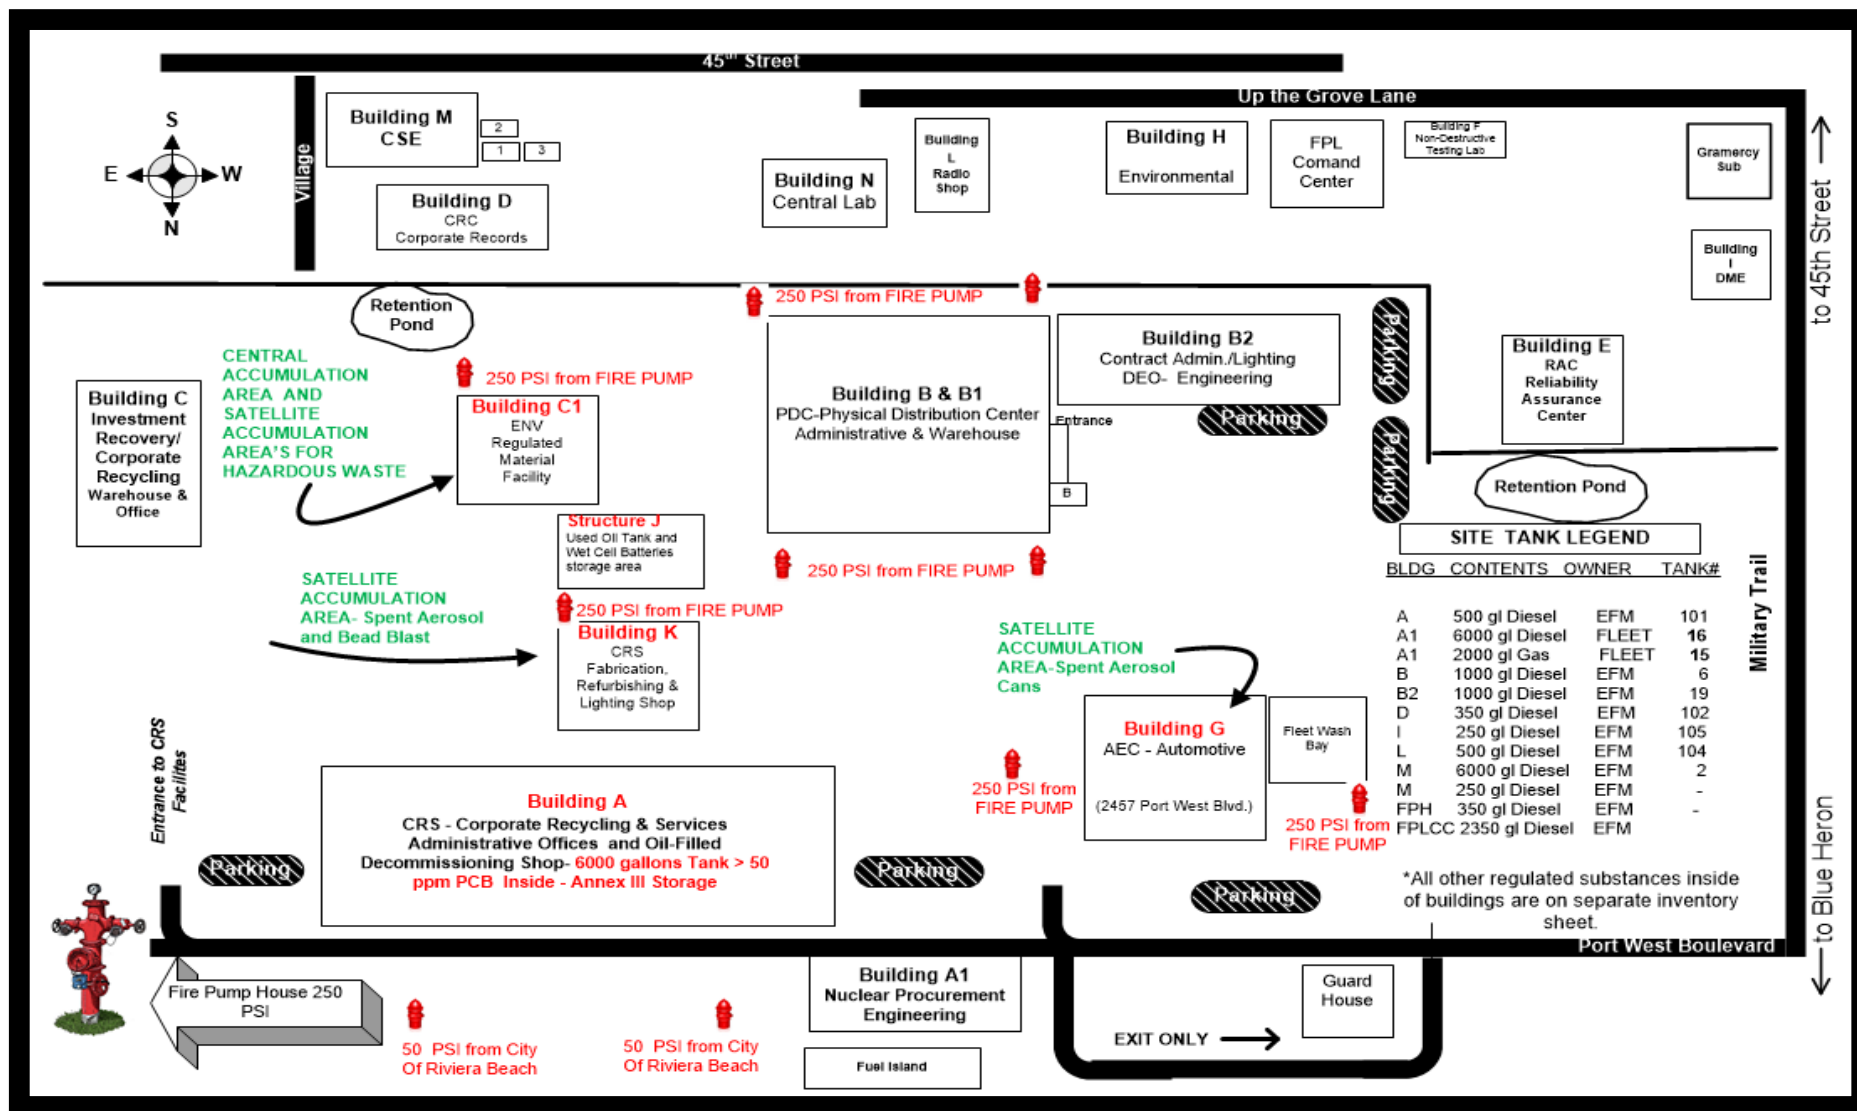 45th Street
Up the Grove Lane
S
E
W
N
Village
Building M
CSE
2
1
3
Building D
CRC
Corporate Records
Building N
Central Lab
Building
L
Radio
Shop
Building H
Environmental
FPL
Comand
Center
Building F
Non-Destructive
Testing Lab
Gramercy
Sub
Building
I
DME
to 45th Street
Retention
Pond
250 PSI from FIRE PUMP
CENTRAL
ACCUMULATION
AREA AND
SATELLITE
ACCUMULATION
AREA'S FOR
HAZARDOUS WASTE
250 PSI from FIRE PUMP
Building C
Investment
Recovery/
Corporate
Recycling
Warehouse &
Office
Building C1
ENV
Regulated
Material
Facility
Building B & B1
PDC-Physical Distribution Center
Administrative & Warehouse
Building B2
Contract Admin./Lighting
DEO- Engineering
Entrance
B
Parking
Parking
Parking
Building E
RAC
Reliability
Assurance
Center
Retention Pond
Structure J
Used Oil Tank and
Wet Cell Batteries
storage area
250 PSI from FIRE PUMP
SATELLITE
ACCUMULATION
AREA- Spent Aerosol
and Bead Blast
250 PSI from FIRE PUMP
Building K
CRS
Fabrication,
Refurbishing &
Lighting Shop
SATELLITE
ACCUMULATION
AREA-Spent Aerosol
Cans
Building G
AEC - Automotive
(2457 Port West Blvd.)
Fleet Wash
Bay
250 PSI from
FIRE PUMP
250 PSI from
FIRE PUMP
SITE TANK LEGEND
BLDG CONTENTS OWNER TANK#
A 500 gl Diesel EFM 101
A1 6000 gl Diesel FLEET 16
A1 2000 gl Gas FLEET 15
B 1000 gl Diesel EFM 6
B2 1000 gl Diesel EFM 19
D 350 gl Diesel EFM 102
I 250 gl Diesel EFM 105
L 500 gl Diesel EFM 104
M 6000 gl Diesel EFM 2
M 250 gl Diesel EFM -
FPH 350 gl Diesel EFM -
FPLCC 2350 gl Diesel EFM
*All other regulated substances inside
of buildings are on separate inventory
sheet.
Military Trail
to Blue Heron
Entrance to CRS
Facilites
Building A
CRS - Corporate Recycling & Services
Administrative Offices and Oil-Filled
Decommissioning Shop- 6000 gallons Tank > 50
ppm PCB Inside - Annex III Storage
Parking
Parking
Parking
Port West Boulevard
Fire Pump House 250
PSI
50 PSI from City
Of Riviera Beach
50 PSI from City
Of Riviera Beach
Building A1
Nuclear Procurement
Engineering
Fuel Island
EXIT ONLY
Guard
House